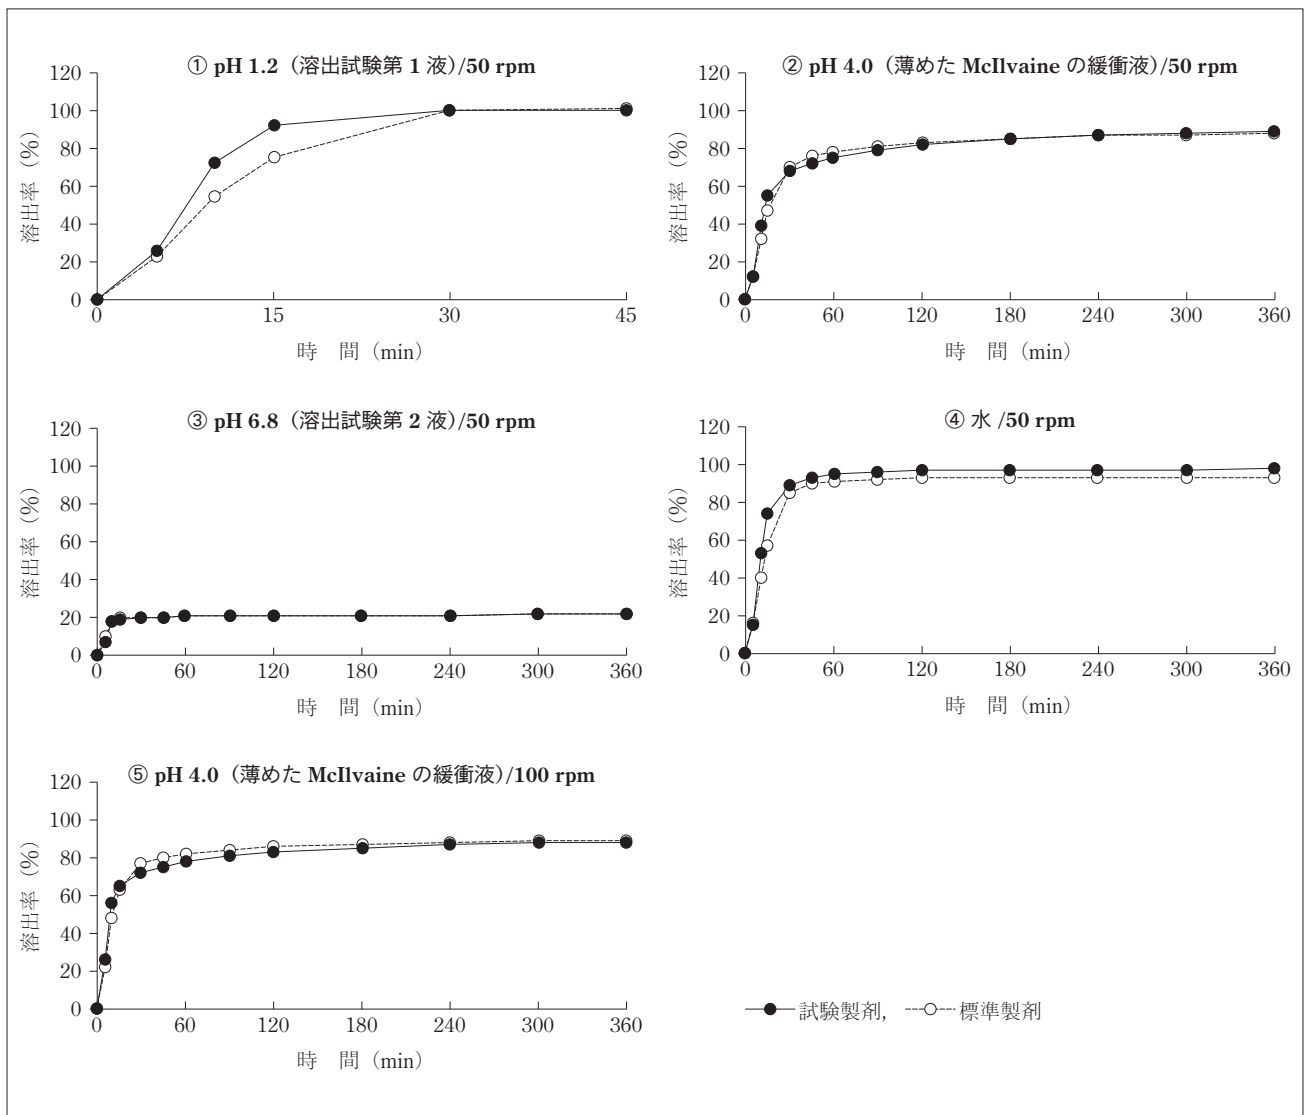 ① pH 1.2（溶出試験第 1 液）/50 rpm
120
100
80
60
40
20
0
溶出率（%）
0 15 30 45
時　間（min）
② pH 4.0（薄めた McIlvaine の緩衝液）/50 rpm
120
100
80
60
40
20
0
溶出率（%）
0 60 120 180 240 300 360
時　間（min）
③ pH 6.8（溶出試験第 2 液）/50 rpm
120
100
80
60
40
20
0
溶出率（%）
0 60 120 180 240 300 360
時　間（min）
④ 水 /50 rpm
120
100
80
60
40
20
0
溶出率（%）
0 60 120 180 240 300 360
時　間（min）
⑤ pH 4.0（薄めた McIlvaine の緩衝液）/100 rpm
120
100
80
60
40
20
0
溶出率（%）
0 60 120 180 240 300 360
時　間（min）
試験製剤, 標準製剤